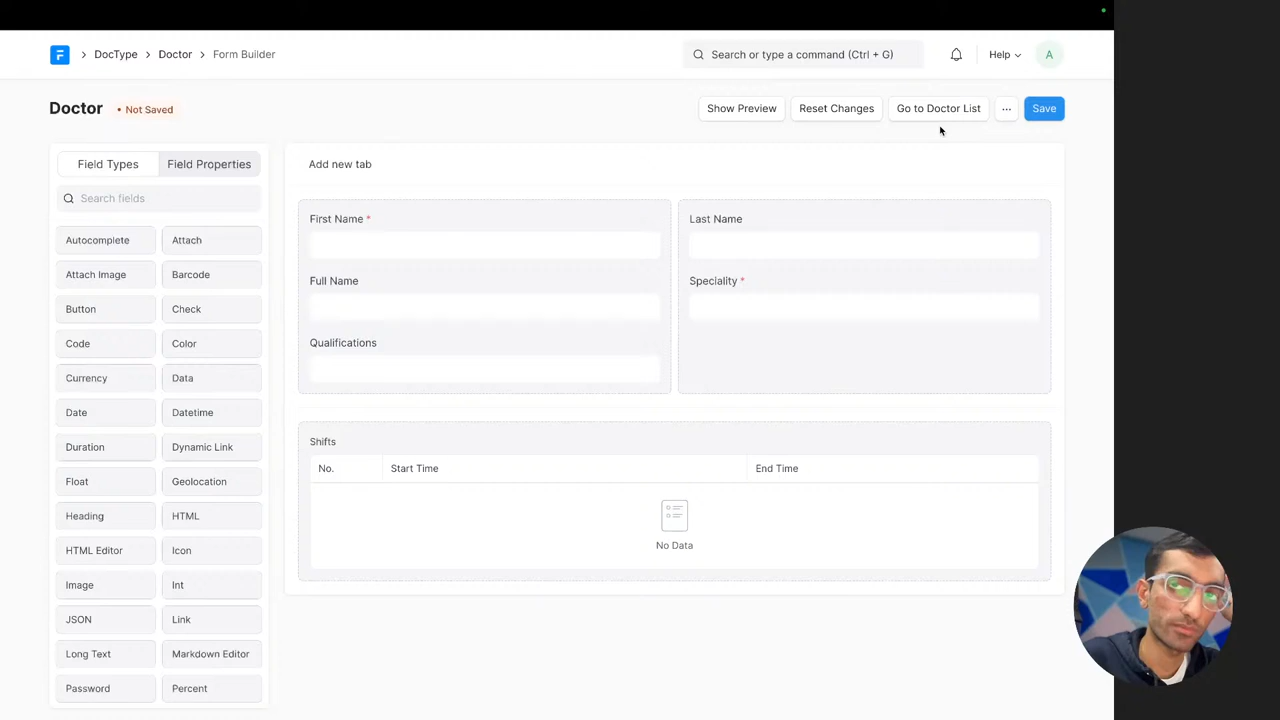 DocType > Doctor > Form Builder
Search or type a command (Ctrl + G)
Help
A
Doctor
• Not Saved
Show Preview
Reset Changes
Go to Doctor List
...
Save
Field Types
Field Properties
Search fields
Autocomplete
Attach
Attach Image
Barcode
Button
Check
Code
Color
Currency
Data
Date
Datetime
Duration
Dynamic Link
Float
Geolocation
Heading
HTML
HTML Editor
Icon
Image
Int
JSON
Link
Long Text
Markdown Editor
Password
Percent
Add new tab
First Name *
Last Name
Full Name
Speciality *
Qualifications
Shifts
No.
Start Time
End Time
No Data